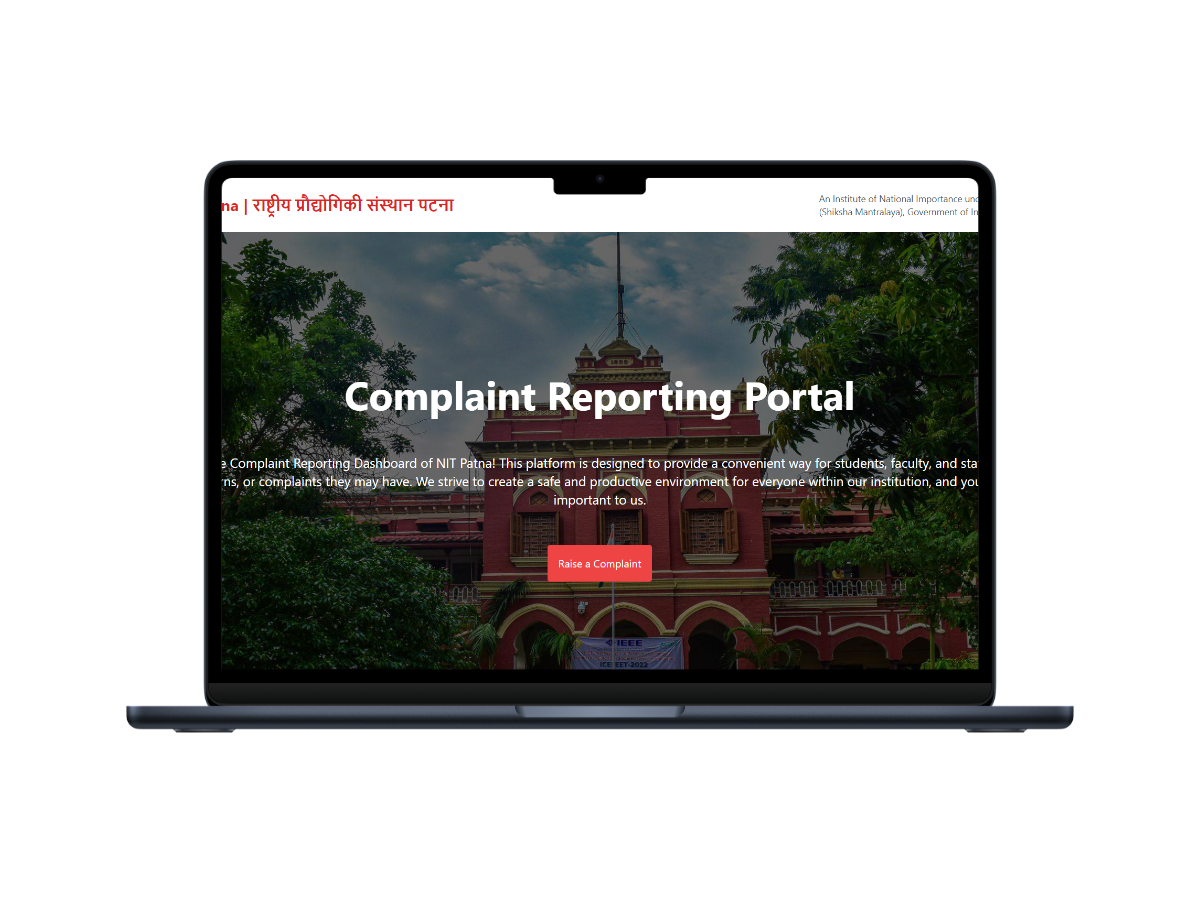 na | राष्ट्रीय प्रौद्योगिकी संस्थान पटना
An Institute of National Importance und
(Shiksha Mantralaya), Government of In
Complaint Reporting Portal
e Complaint Reporting Dashboard of NIT Patna! This platform is designed to provide a convenient way for students, faculty, and sta
rns, or complaints they may have. We strive to create a safe and productive environment for everyone within our institution, and you
important to us.
Raise a Complaint
IEEE